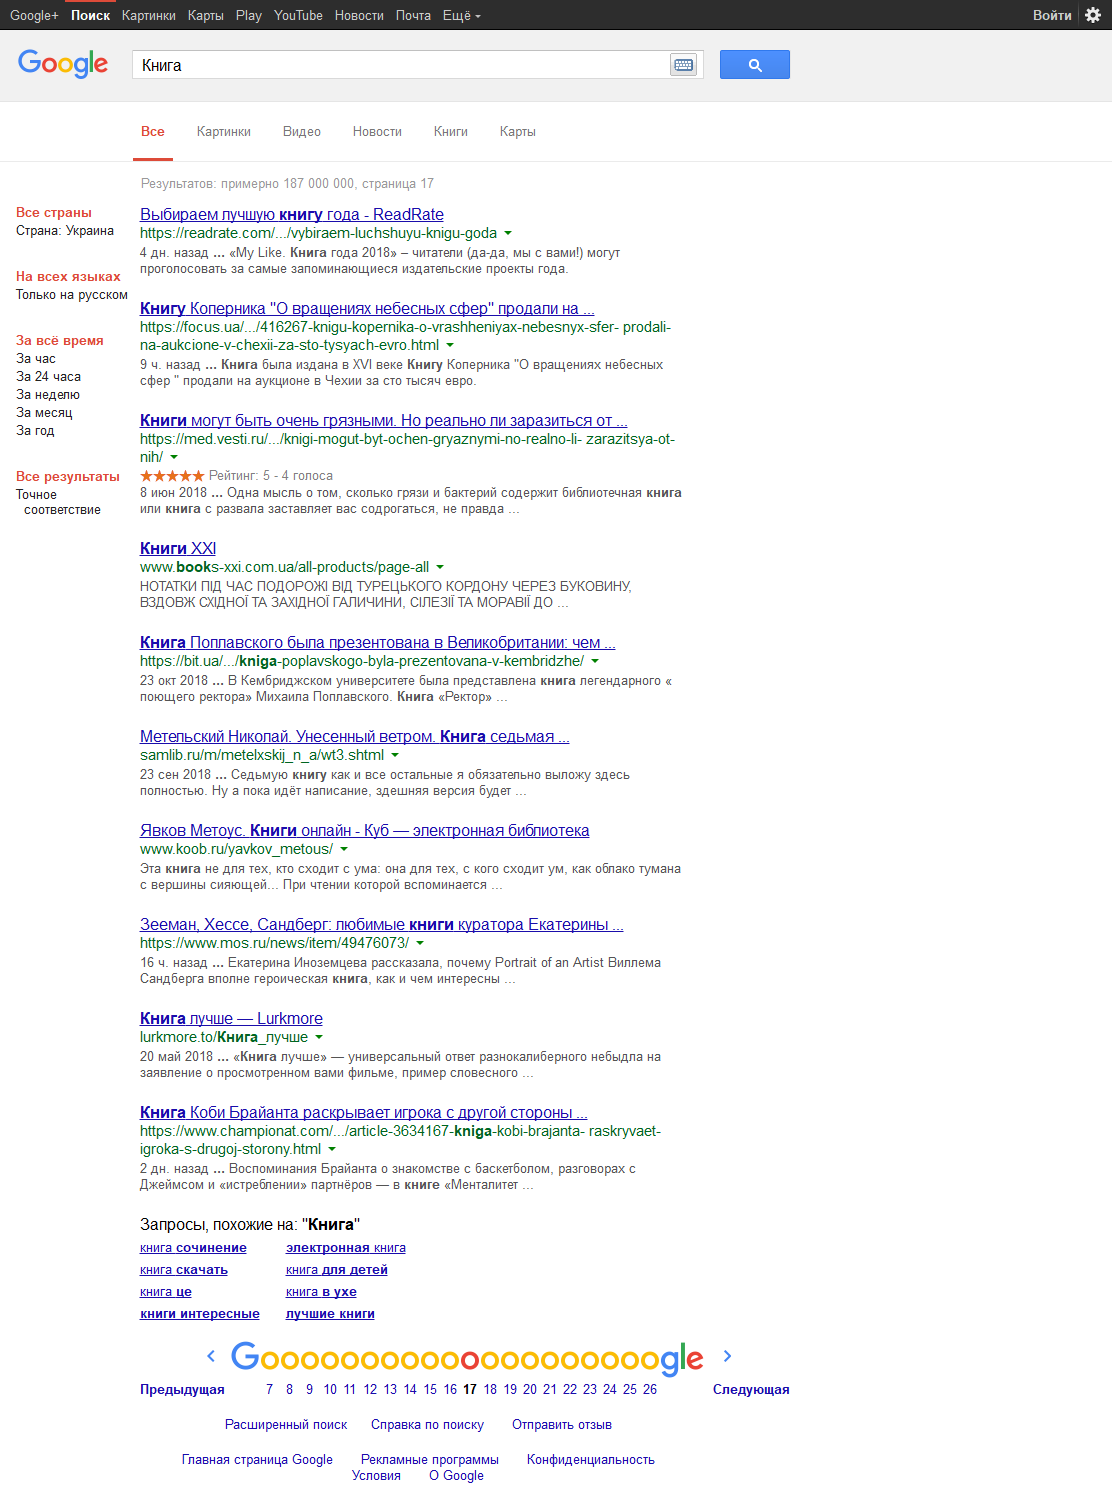 Google+ Поиск Картинки Карты Play YouTube Новости Почта Ещё Войти
Google
Книга
Все Картинки Видео Новости Книги Карты
Результатов: примерно 187 000 000, страница 17
Все страны
Страна: Украина
На всех языках
Только на русском
За всё время
За час
За 24 часа
За неделю
За месяц
За год
Все результаты
Точное
соответствие
Выбираем лучшую книгу года - ReadRate
https://readrate.com/.../vybiraem-luchshuyu-knigu-goda
4 дн. назад ... «My Like. Книга года 2018» – читатели (да-да, мы с вами!) могут
проголосовать за самые запоминающиеся издательские проекты года.
Книгу Коперника "О вращениях небесных сфер" продали на ...
https://focus.ua/.../416267-knigu-kopernika-o-vrashheniyax-nebesnyx-sfer- prodali-
na-aukcione-v-chexii-za-sto-tysyach-evro.html
9 ч. назад ... Книга была издана в XVI веке Книгу Коперника "О вращениях небесных
сфер " продали на аукционе в Чехии за сто тысяч евро.
Книги могут быть очень грязными. Но реально ли заразиться от ...
https://med.vesti.ru/.../knigi-mogut-byt-ochen-gryaznymi-no-realno-li- zarazitsya-ot-
nih/
Рейтинг: 5 - 4 голоса
8 июн 2018 ... Одна мысль о том, сколько грязи и бактерий содержит библиотечная книга
или книга с развала заставляет вас содрогаться, не правда ...
Книги XXI
www.books-xxi.com.ua/all-products/page-all
НОТАТКИ ПІД ЧАС ПОДОРОЖІ ВІД ТУРЕЦЬКОГО КОРДОНУ ЧЕРЕЗ БУКОВИНУ,
ВЗДОВЖ СХІДНОЇ ТА ЗАХІДНОЇ ГАЛИЧИНИ, СІЛЕЗІЇ ТА МОРАВІЇ ДО ...
Книга Поплавского была презентована в Великобритании: чем ...
https://bit.ua/.../kniga-poplavskogo-byla-prezentovana-v-kembridzhe/
23 окт 2018 ... В Кембриджском университете была представлена книга легендарного «
поющего ректора» Михаила Поплавского. Книга «Ректор» ...
Метельский Николай. Унесенный ветром. Книга седьмая ...
samlib.ru/m/metelxskij_n_a/wt3.shtml
23 сен 2018 ... Седьмую книгу как и все остальные я обязательно выложу здесь
полностью. Ну а пока идёт написание, здешняя версия будет ...
Явков Метоус. Книги онлайн - Куб — электронная библиотека
www.koob.ru/yavkov_metous/
Эта книга не для тех, кто сходит с ума: она для тех, с кого сходит ум, как облако тумана
с вершины сияющей... При чтении которой вспоминается ...
Зееман, Хессе, Сандберг: любимые книги куратора Екатерины ...
https://www.mos.ru/news/item/49476073/
16 ч. назад ... Екатерина Иноземцева рассказала, почему Portrait of an Artist Виллема
Сандберга вполне героическая книга, как и чем интересны ...
Книга лучше — Lurkmore
lurkmore.to/Книга_лучше
20 май 2018 ... «Книга лучше» — универсальный ответ разнокалиберного небыдла на
заявление о просмотренном вами фильме, пример словесного ...
Книга Коби Брайанта раскрывает игрока с другой стороны ...
https://www.championat.com/.../article-3634167-kniga-kobi-brajanta- raskryvaet-
igroka-s-drugoj-storony.html
2 дн. назад ... Воспоминания Брайанта о знакомстве с баскетболом, разговорах с
Джеймсом и «истреблении» партнёров — в книге «Менталитет ...
Запросы, похожие на: "Книга"
книга сочинение электронная книга
книга скачать книга для детей
книга це книга в ухе
книги интересные лучшие книги
Goooooooooooooooooooogle
Предыдущая 7 8 9 10 11 12 13 14 15 16 17 18 19 20 21 22 23 24 25 26 Следующая
Расширенный поиск Справка по поиску Отправить отзыв
Главная страница Google Рекламные программы Конфиденциальность
Условия О Google